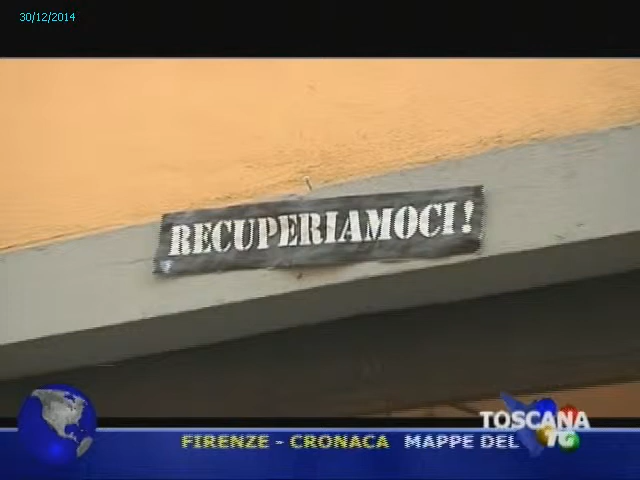 30/12/2014
RECUPERIAMOCI!
TOSCANA
TG
FIRENZE - CRONACA MAPPE DEL